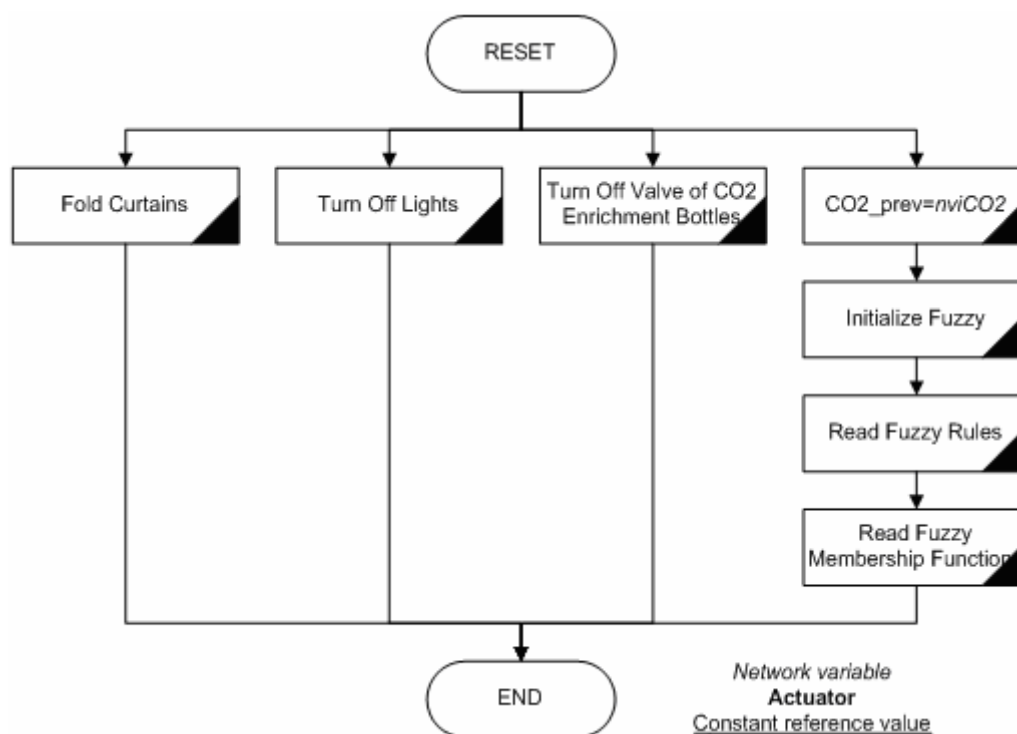 RESET
Fold Curtains
Turn Off Lights
Turn Off Valve of CO2
Enrichment Bottles
CO2_prev=nviCO2
Initialize Fuzzy
Read Fuzzy Rules
Read Fuzzy
Membership Function
END
Network variable
Actuator
Constant reference value